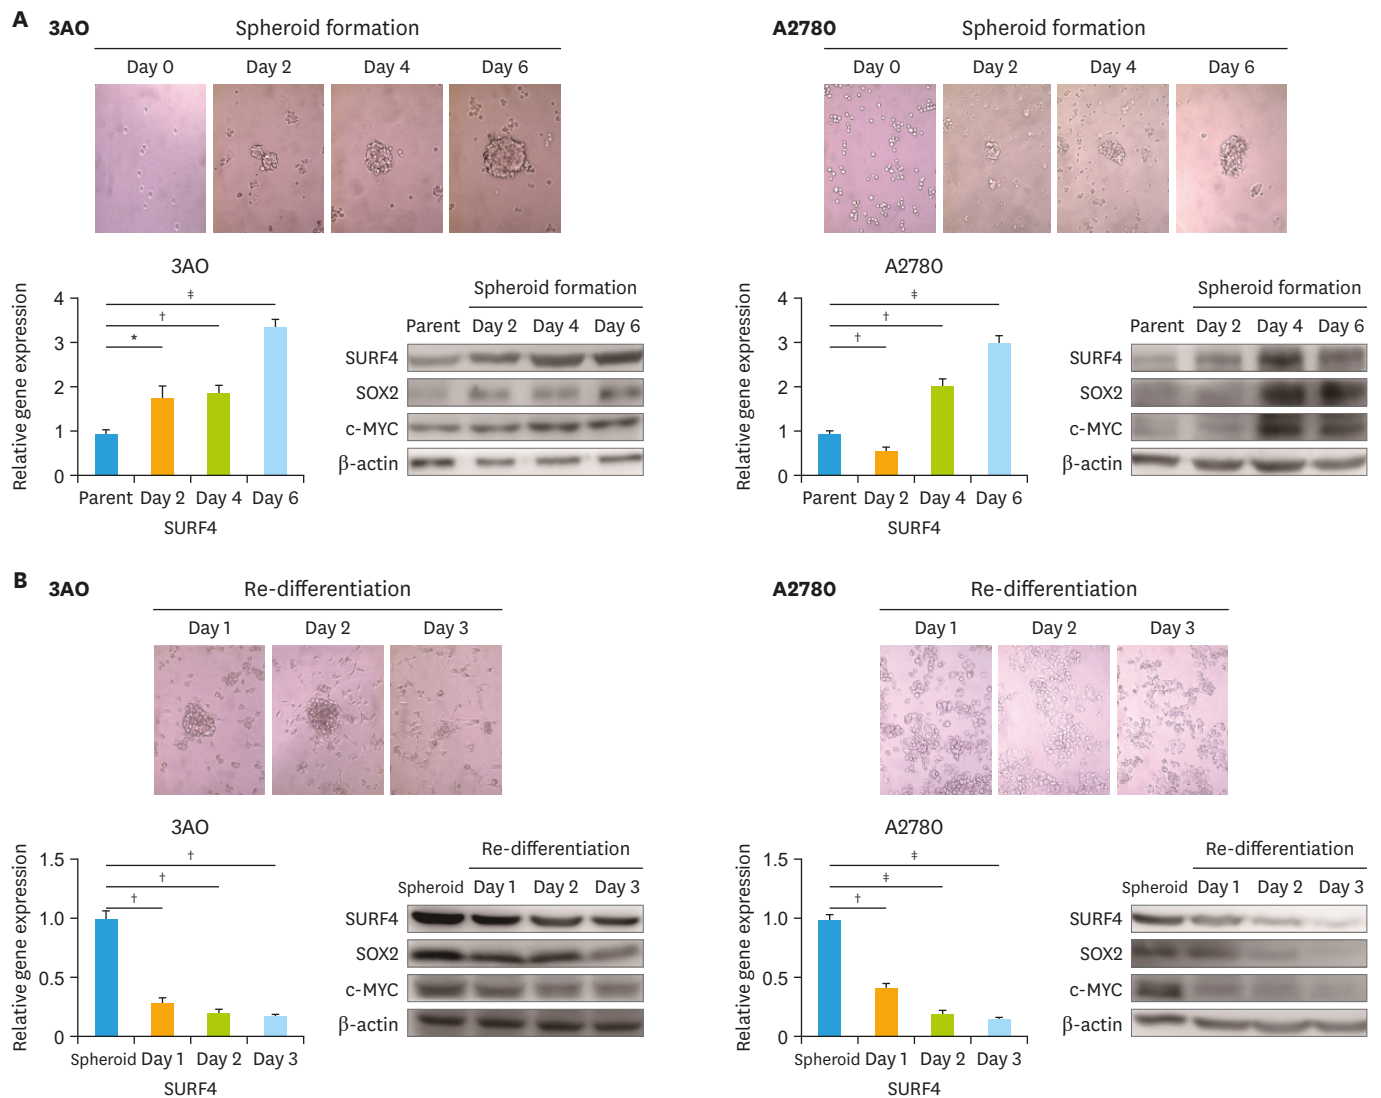 A
3AO
Spheroid formation
Day 0 Day 2 Day 4 Day 6
A2780
Spheroid formation
Day 0 Day 2 Day 4 Day 6
3AO
Relative gene expression
4
3
2
1
0
‡
†
*
Parent Day 2 Day 4 Day 6
SURF4
Spheroid formation
Parent Day 2 Day 4 Day 6
SURF4
SOX2
c-MYC
β-actin
A2780
Relative gene expression
4
3
2
1
0
‡
†
†
Parent Day 2 Day 4 Day 6
SURF4
Spheroid formation
Parent Day 2 Day 4 Day 6
SURF4
SOX2
c-MYC
β-actin
B
3AO
Re-differentiation
Day 1 Day 2 Day 3
A2780
Re-differentiation
Day 1 Day 2 Day 3
3AO
Relative gene expression
1.5
1.0
0.5
0
†
†
†
Spheroid Day 1 Day 2 Day 3
SURF4
Re-differentiation
Spheroid Day 1 Day 2 Day 3
SURF4
SOX2
c-MYC
β-actin
A2780
Relative gene expression
1.5
1.0
0.5
0
‡
‡
†
Spheroid Day 1 Day 2 Day 3
SURF4
Re-differentiation
Spheroid Day 1 Day 2 Day 3
SURF4
SOX2
c-MYC
β-actin